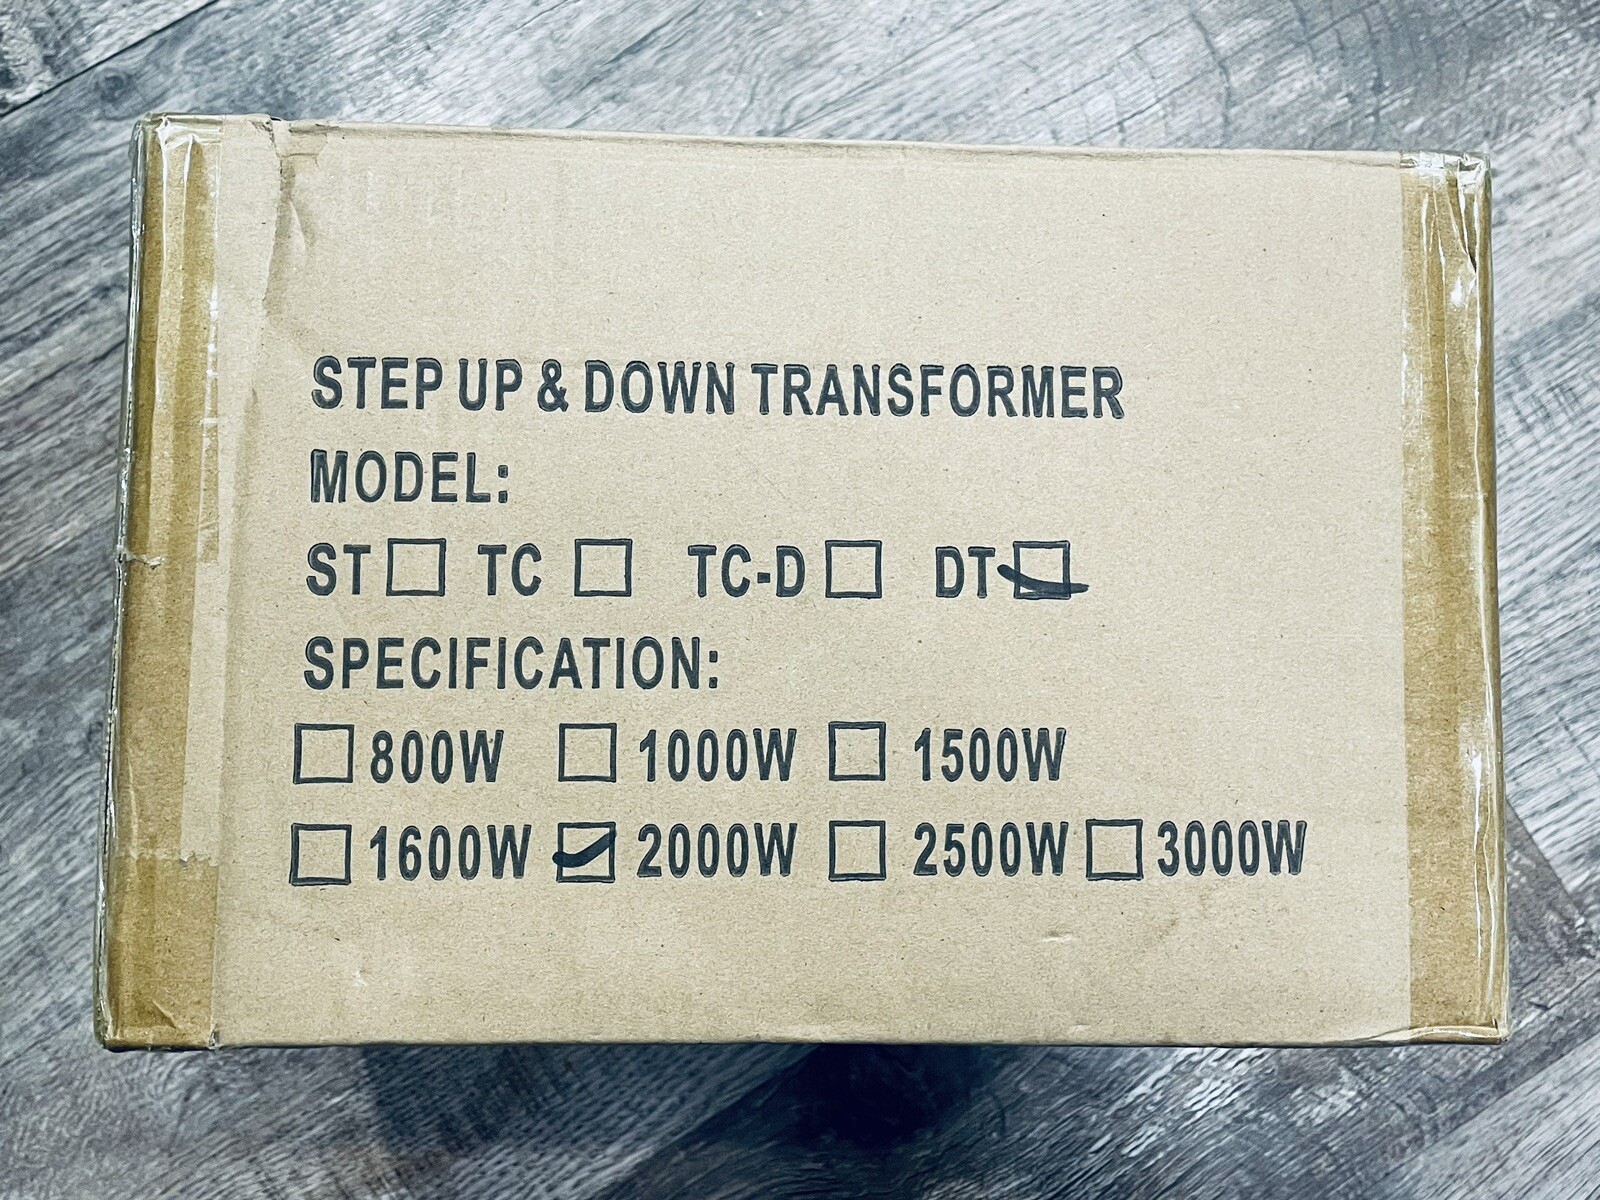 STEP UP & DOWN TRANSFORMER
MODEL:
ST ☐ TC ☐ TC-D ☐ DT ☑
SPECIFICATION:
☐ 800W ☐ 1000W ☐ 1500W
☐ 1600W ☑ 2000W ☐ 2500W ☐ 3000W